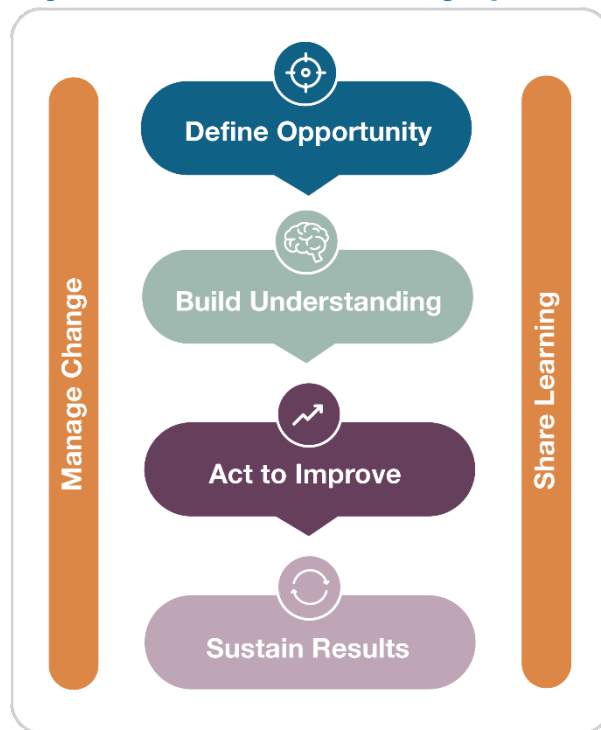 Define Opportunity
Build Understanding
Act to Improve
Sustain Results
Manage Change
Share Learning